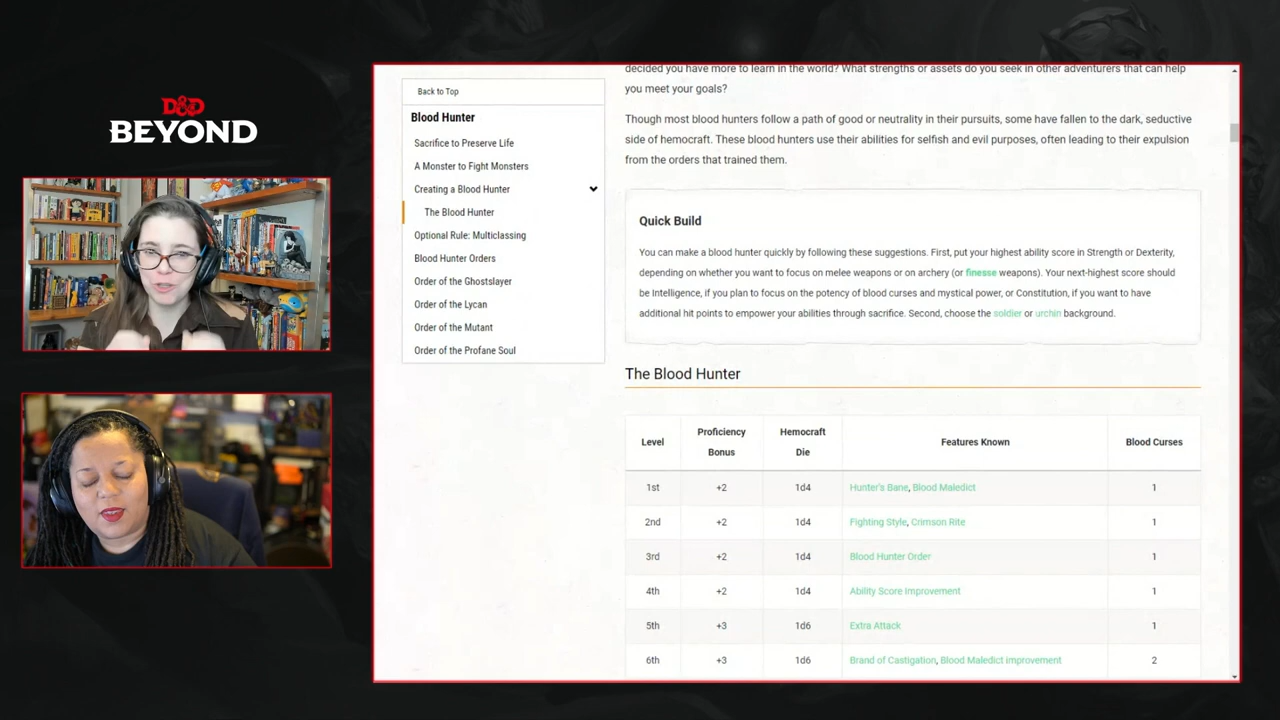 D&D
BEYOND
Back to Top
Blood Hunter
Sacrifice to Preserve Life
A Monster to Fight Monsters
Creating a Blood Hunter
The Blood Hunter
Optional Rule: Multiclassing
Blood Hunter Orders
Order of the Ghostslayer
Order of the Lycan
Order of the Mutant
Order of the Profane Soul
decided you have more to learn in the world? What strengths or assets do you seek in other adventurers that can help
you meet your goals?
Though most blood hunters follow a path of good or neutrality in their pursuits, some have fallen to the dark, seductive
side of hemocraft. These blood hunters use their abilities for selfish and evil purposes, often leading to their expulsion
from the orders that trained them.
Quick Build
You can make a blood hunter quickly by following these suggestions. First, put your highest ability score in Strength or Dexterity,
depending on whether you want to focus on melee weapons or on archery (or finesse weapons). Your next-highest score should
be Intelligence, if you plan to focus on the potency of blood curses and mystical power, or Constitution, if you want to have
additional hit points to empower your abilities through sacrifice. Second, choose the soldier or urchin background.
The Blood Hunter
Level Proficiency Bonus Hemocraft Die Features Known Blood Curses
1st +2 1d4 Hunter's Bane, Blood Maledict 1
2nd +2 1d4 Fighting Style, Crimson Rite 1
3rd +2 1d4 Blood Hunter Order 1
4th +2 1d4 Ability Score Improvement 1
5th +3 1d6 Extra Attack 1
6th +3 1d6 Brand of Castigation, Blood Maledict improvement 2